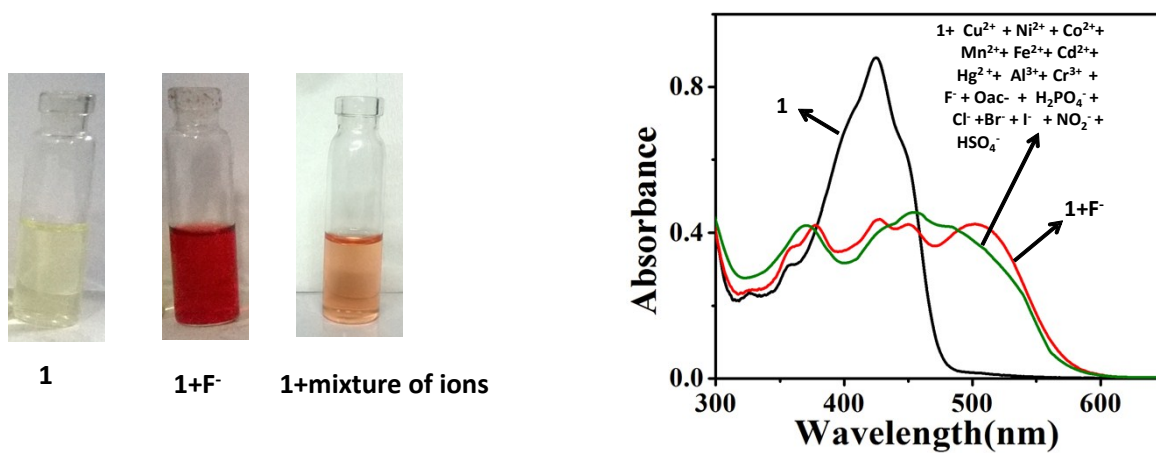 1
1+F⁻
1+mixture of ions
1+ Cu²⁺ + Ni²⁺ + Co²⁺+
Mn²⁺+ Fe²⁺+ Cd²⁺+
Hg²⁺+ Al³⁺+ Cr³⁺ +
F⁻ + Oac- + H₂PO₄⁻ +
Cl⁻ +Br⁻ + I⁻ + NO₂⁻ +
HSO₄⁻
1
1+F⁻
Absorbance
0.8
0.4
0.0
300 400 500 600
Wavelength(nm)